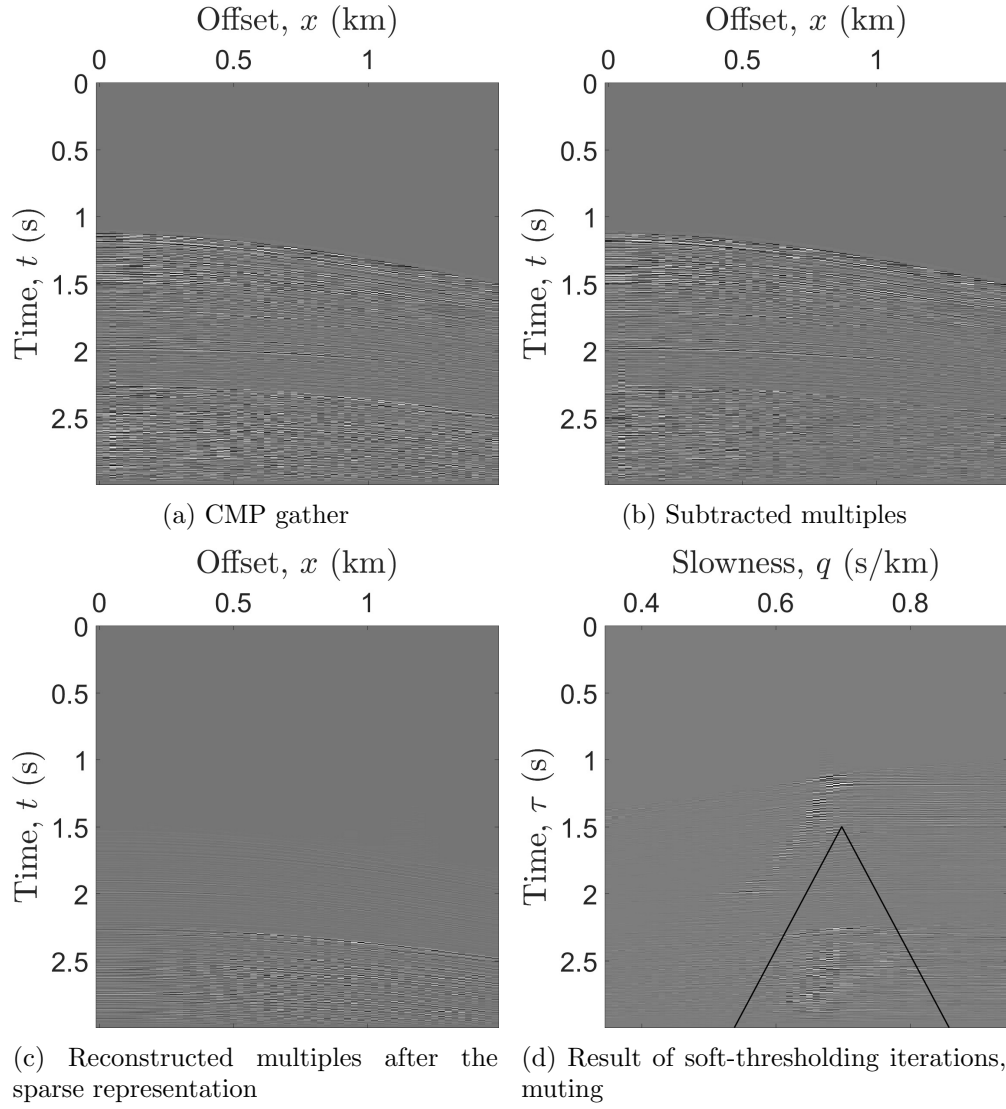 Offset, x (km)
0 0.5 1
Time, t (s)
0
0.5
1
1.5
2
2.5
(a) CMP gather
Offset, x (km)
0 0.5 1
Time, t (s)
0
0.5
1
1.5
2
2.5
(b) Subtracted multiples
Offset, x (km)
0 0.5 1
Time, t (s)
0
0.5
1
1.5
2
2.5
(c) Reconstructed multiples after the
sparse representation
Slowness, q (s/km)
0.4 0.6 0.8
Time, τ (s)
0
0.5
1
1.5
2
2.5
(d) Result of soft-thresholding iterations,
muting